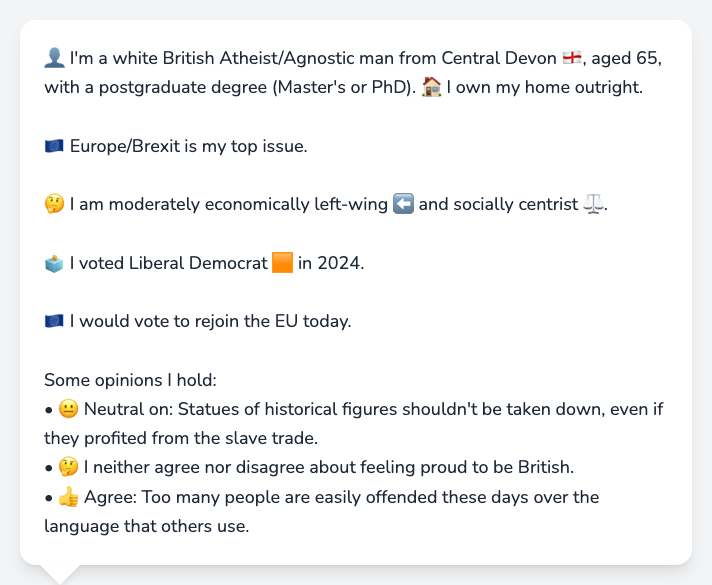 👤 I'm a white British Atheist/Agnostic man from Central Devon 🏴󠁧󠁢󠁥󠁮󠁧󠁿, aged 65,
with a postgraduate degree (Master's or PhD). 🏠 I own my home outright.
🇪🇺 Europe/Brexit is my top issue.
🤔 I am moderately economically left-wing ⬅️ and socially centrist ⚖️.
🗳️ I voted Liberal Democrat 🟧 in 2024.
🇪🇺 I would vote to rejoin the EU today.
Some opinions I hold:
• 😐 Neutral on: Statues of historical figures shouldn't be taken down, even if
they profited from the slave trade.
• 🤔 I neither agree nor disagree about feeling proud to be British.
• 👍 Agree: Too many people are easily offended these days over the
language that others use.